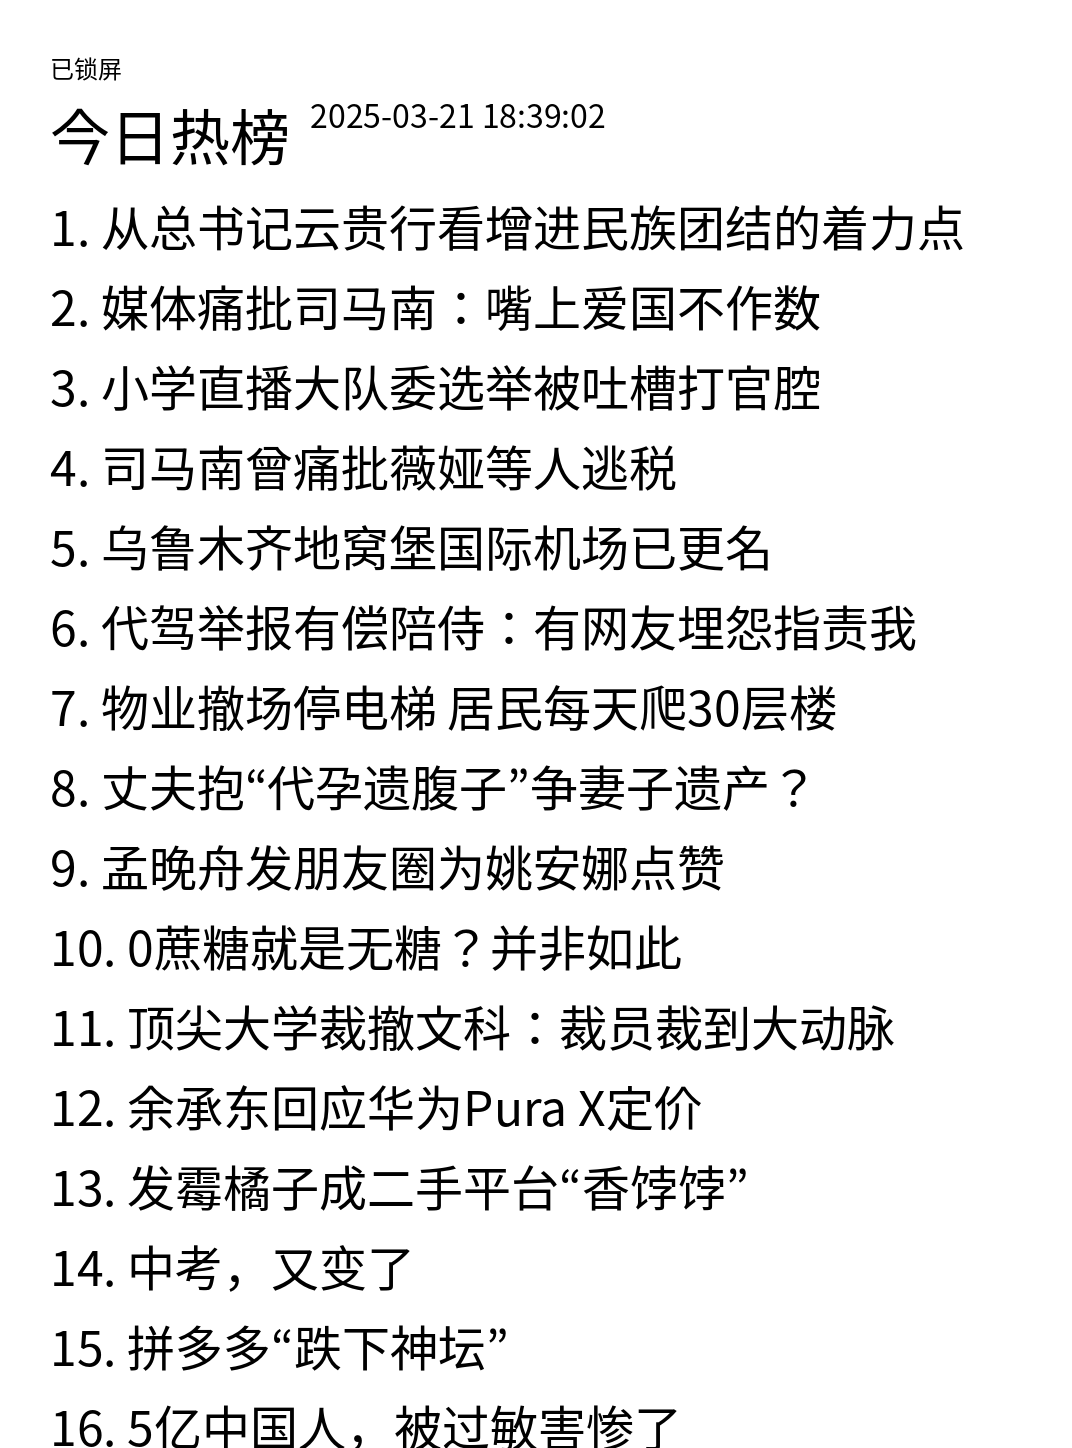 已锁屏
今日热榜 2025-03-21 18:39:02
1. 从总书记云贵行看增进民族团结的着力点
2. 媒体痛批司马南：嘴上爱国不作数
3. 小学直播大队委选举被吐槽打官腔
4. 司马南曾痛批薇娅等人逃税
5. 乌鲁木齐地窝堡国际机场已更名
6. 代驾举报有偿陪侍：有网友埋怨指责我
7. 物业撤场停电梯 居民每天爬30层楼
8. 丈夫抱“代孕遗腹子”争妻子遗产？
9. 孟晚舟发朋友圈为姚安娜点赞
10. 0蔗糖就是无糖？并非如此
11. 顶尖大学裁撤文科：裁员裁到大动脉
12. 余承东回应华为Pura X定价
13. 发霉橘子成二手平台“香饽饽”
14. 中考，又变了
15. 拼多多“跌下神坛”
16. 5亿中国人，被过敏害惨了